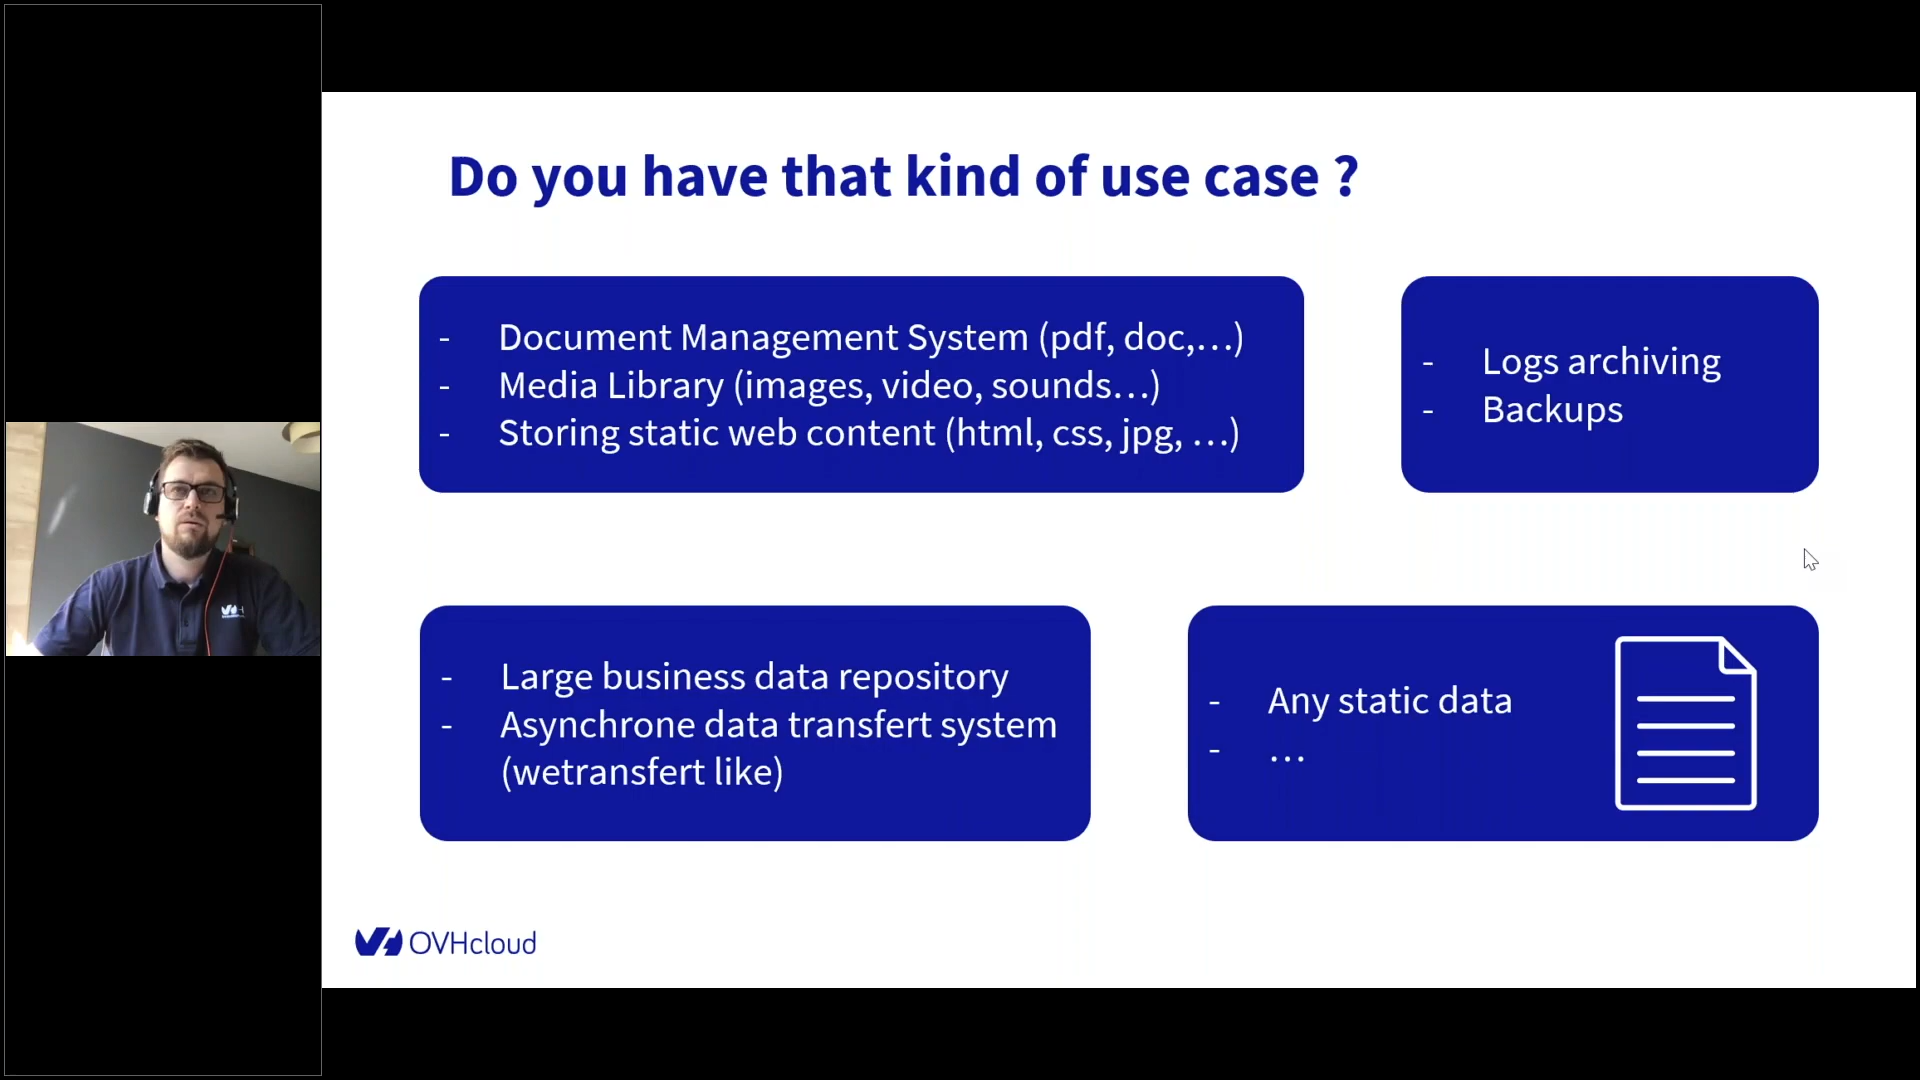 Do you have that kind of use case ?
- Document Management System (pdf, doc,…)
- Media Library (images, video, sounds…)
- Storing static web content (html, css, jpg, …)
- Logs archiving
- Backups
- Large business data repository
- Asynchrone data transfert system
(wetransfert like)
- Any static data
- …
OVHcloud